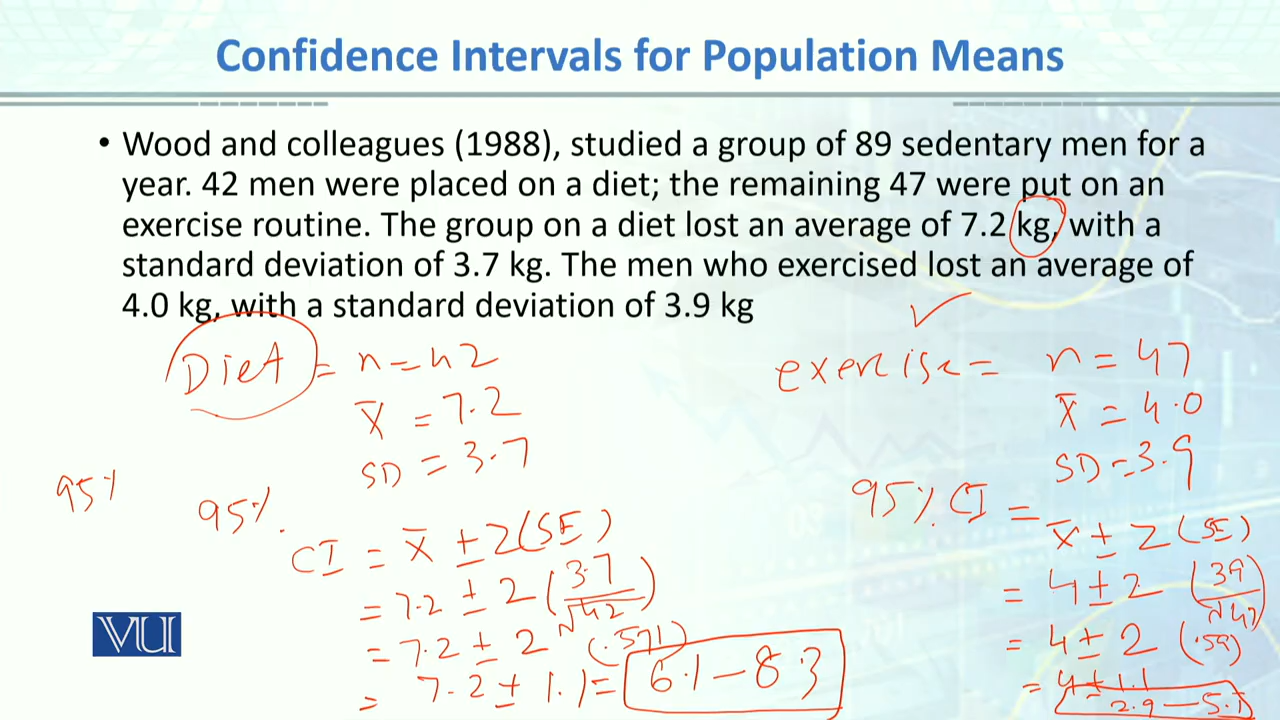 Confidence Intervals for Population Means
• Wood and colleagues (1988), studied a group of 89 sedentary men for a
year. 42 men were placed on a diet; the remaining 47 were put on an
exercise routine. The group on a diet lost an average of 7.2 kg, with a
standard deviation of 3.7 kg. The men who exercised lost an average of
4.0 kg, with a standard deviation of 3.9 kg
Diet = n = 42
x̄ = 7.2
SD = 3.7
95%
95%.
CI = x̄ ± 2(SE)
= 7.2 ± 2 (3.7/√42)
= 7.2 ± 2 (.571)
= 7.2 ± 1.1 = 6.1 – 8.3
exercise = n = 47
x̄ = 4.0
SD = 3.9
95% CI =
x̄ ± 2 (SE)
= 4 ± 2 (39/√47)
= 4 ± 2 (.59)
= 4 ± 1.1
2.9 – 5.1
VU